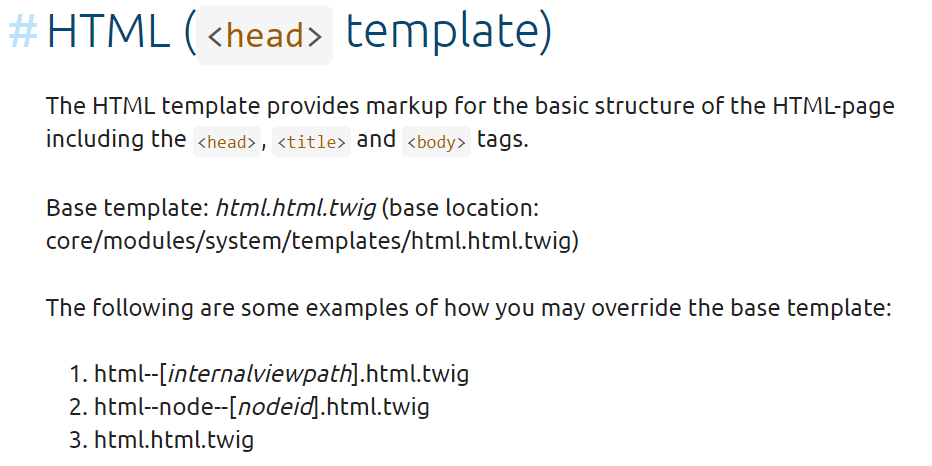 # HTML (<head> template)
The HTML template provides markup for the basic structure of the HTML-page
including the <head>, <title> and <body> tags.
Base template: html.html.twig (base location:
core/modules/system/templates/html.html.twig)
The following are some examples of how you may override the base template:
1. html--[internalviewpath].html.twig
2. html--node--[nodeid].html.twig
3. html.html.twig